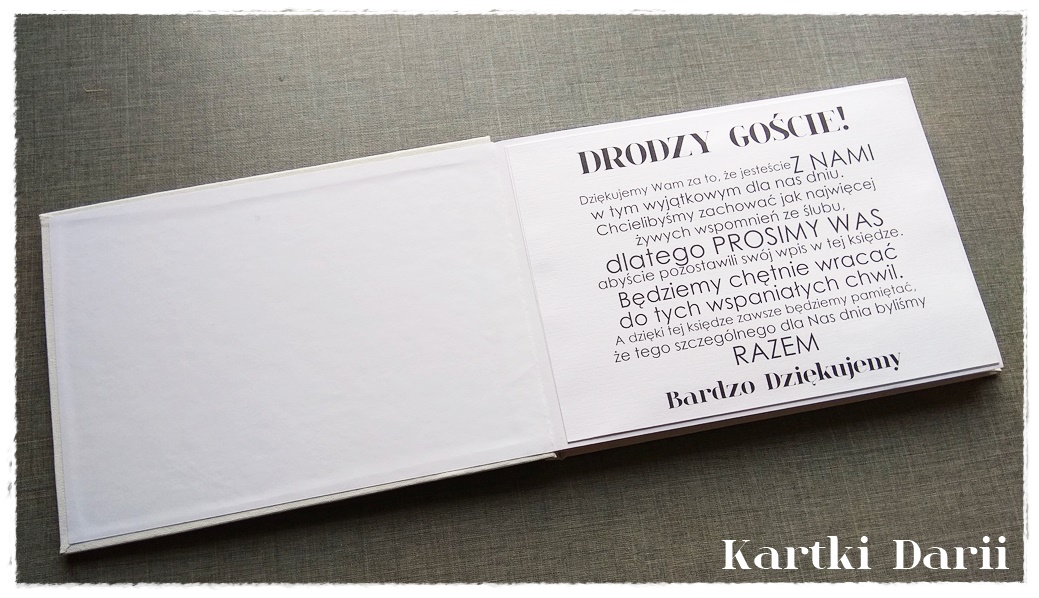 DRODZY GOŚCIE!
Dziękujemy Wam za to, że jesteście Z NAMI
w tym wyjątkowym dla nas dniu.
Chcielibyśmy zachować jak najwięcej
żywych wspomnień ze ślubu,
dlatego PROSIMY WAS
abyście pozostawili swój wpis w tej księdze.
Będziemy chętnie wracać
do tych wspaniałych chwil.
A dzięki tej księdze zawsze będziemy pamiętać,
że tego szczególnego dla Nas dnia byliśmy
RAZEM
Bardzo Dziękujemy
Kartki Darii